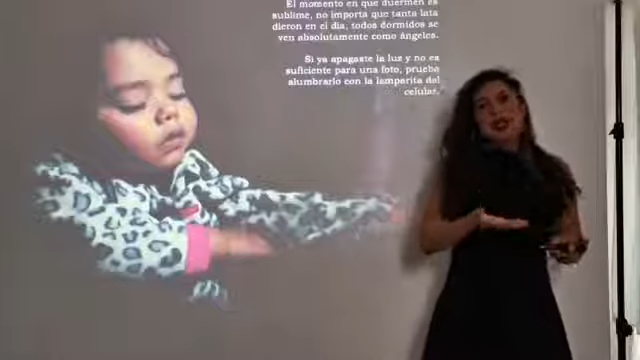 El momento en que duermen es
sublime, no importa que tanta lata
dieron en el día, todos dormidos se
ven absolutamente como ángeles.
Si ya apagaste la luz y no es
suficiente para una foto, prueba
alumbrarlo con la lamparita del
celular.